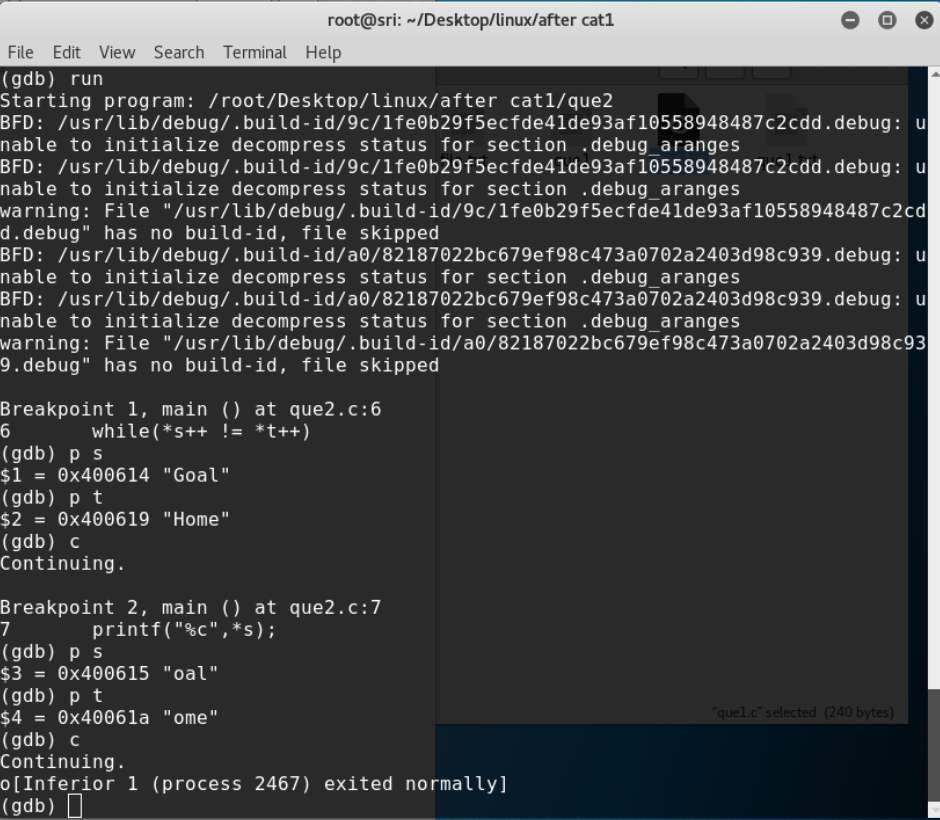 root@sri: ~/Desktop/linux/after cat1
File Edit View Search Terminal Help
(gdb) run
Starting program: /root/Desktop/linux/after cat1/que2
BFD: /usr/lib/debug/.build-id/9c/1fe0b29f5ecfde41de93af10558948487c2cdd.debug: u
nable to initialize decompress status for section .debug_aranges
BFD: /usr/lib/debug/.build-id/9c/1fe0b29f5ecfde41de93af10558948487c2cdd.debug: u
nable to initialize decompress status for section .debug_aranges
warning: File "/usr/lib/debug/.build-id/9c/1fe0b29f5ecfde41de93af10558948487c2cd
d.debug" has no build-id, file skipped
BFD: /usr/lib/debug/.build-id/a0/82187022bc679ef98c473a0702a2403d98c939.debug: u
nable to initialize decompress status for section .debug_aranges
BFD: /usr/lib/debug/.build-id/a0/82187022bc679ef98c473a0702a2403d98c939.debug: u
nable to initialize decompress status for section .debug_aranges
warning: File "/usr/lib/debug/.build-id/a0/82187022bc679ef98c473a0702a2403d98c93
9.debug" has no build-id, file skipped
Breakpoint 1, main () at que2.c:6
6 while(*s++ != *t++)
(gdb) p s
$1 = 0x400614 "Goal"
(gdb) p t
$2 = 0x400619 "Home"
(gdb) c
Continuing.
Breakpoint 2, main () at que2.c:7
7 printf("%c",*s);
(gdb) p s
$3 = 0x400615 "oal"
(gdb) p t
$4 = 0x40061a "ome"
"que1.c" selected (240 bytes)
(gdb) c
Continuing.
o[Inferior 1 (process 2467) exited normally]
(gdb)